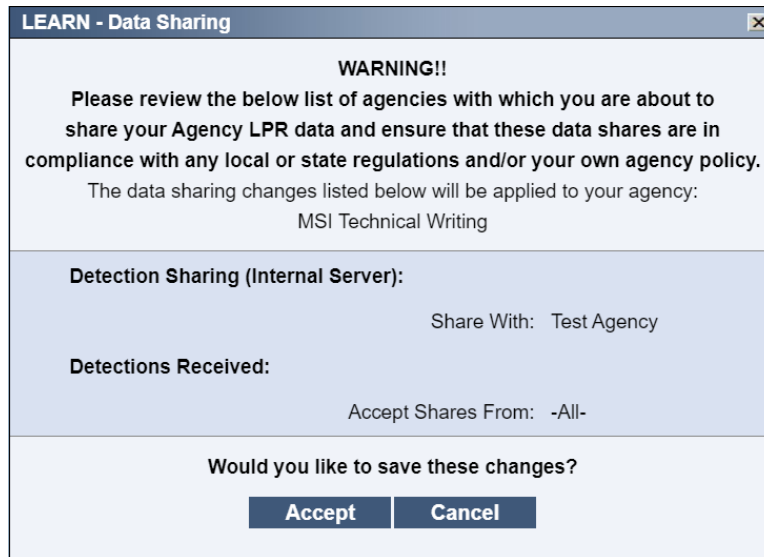 LEARN - Data Sharing
WARNING!!
Please review the below list of agencies with which you are about to
share your Agency LPR data and ensure that these data shares are in
compliance with any local or state regulations and/or your own agency policy.
The data sharing changes listed below will be applied to your agency:
MSI Technical Writing
Detection Sharing (Internal Server):
Share With: Test Agency
Detections Received:
Accept Shares From: -All-
Would you like to save these changes?
Accept Cancel